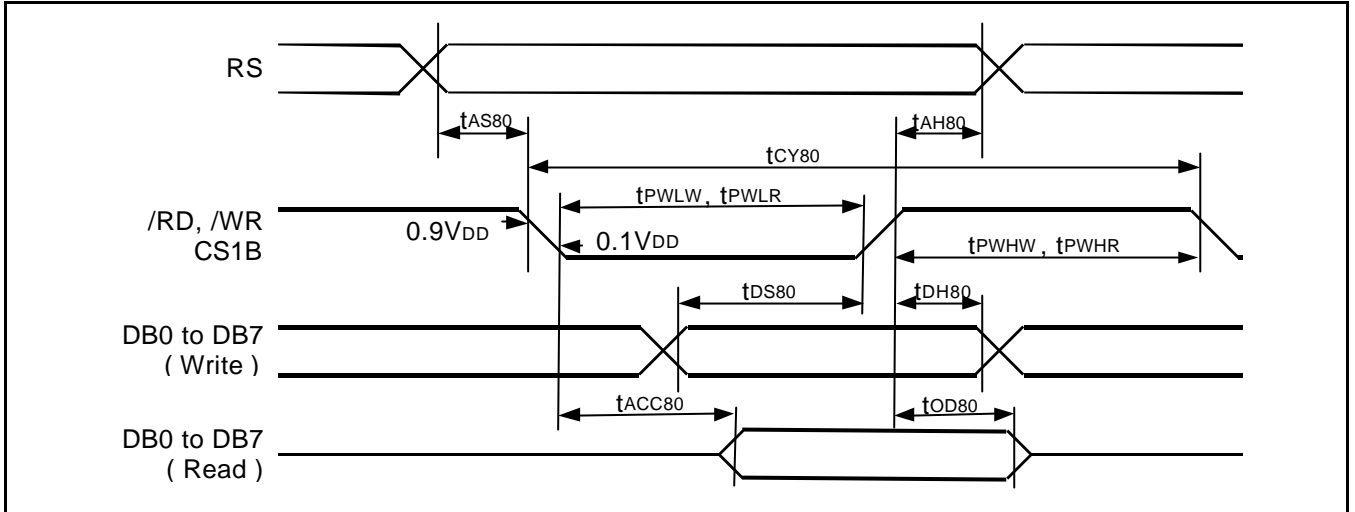 RS
tAS80
tAH80
tCY80
/RD, /WR
CS1B
tPWLW, tPWLR
0.9VDD
0.1VDD
tPWHW, tPWHR
tDS80
tDH80
DB0 to DB7
( Write )
tACC80
tOD80
DB0 to DB7
( Read )